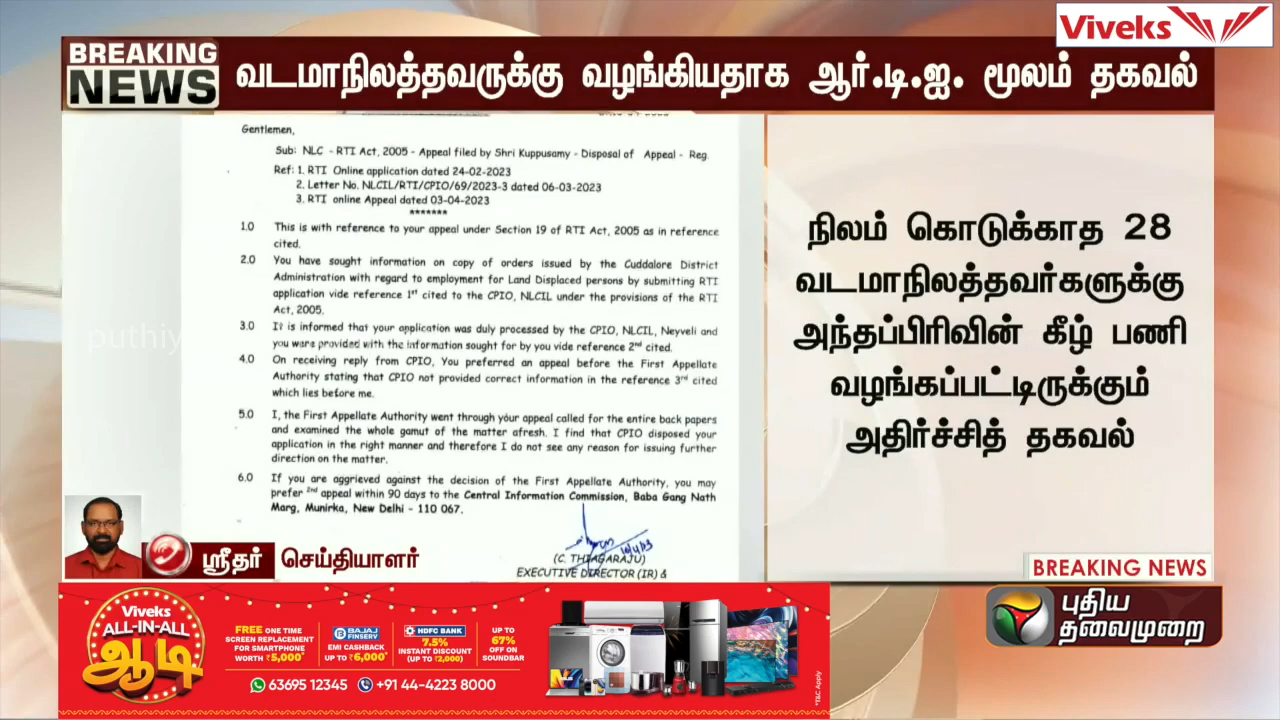 Viveks
BREAKING
NEWS
வடமாநிலத்தவருக்கு வழங்கியதாக ஆர்.டி.ஐ. மூலம் தகவல்
Gentlemen,
Sub: NLC - RTI Act, 2005 - Appeal filed by Shri Kuppusamy - Disposal of Appeal - Reg.
Ref: 1. RTI Online application dated 24-02-2023
2. Letter No. NLCIL/RTI/CPIO/69/2023-3 dated 06-03-2023
3. RTI online Appeal dated 03-04-2023
*******
1.0 This is with reference to your appeal under Section 19 of RTI Act, 2005 as in reference
cited.
2.0 You have sought information on copy of orders issued by the Cuddalore District
Administration with regard to employment for Land Displaced persons by submitting RTI
application vide reference 1st cited to the CPIO, NLCIL under the provisions of the RTI
Act, 2005.
3.0 It is informed that your application was duly processed by the CPIO, NLCIL, Neyveli and
you were provided with the information sought for by you vide reference 2nd cited.
4.0 On receiving reply from CPIO, You preferred an appeal before the First Appellate
Authority stating that CPIO not provided correct information in the reference 3rd cited
which lies before me.
5.0 I, the First Appellate Authority went through your appeal called for the entire back papers
and examined the whole gamut of the matter afresh. I find that CPIO disposed your
application in the right manner and therefore I do not see any reason for issuing further
direction on the matter.
6.0 If you are aggrieved against the decision of the First Appellate Authority, you may
prefer 2nd appeal within 90 days to the Central Information Commission, Baba Gang Nath
Marg, Munirka, New Delhi - 110 067.
(C. THIAGARAJU)
EXECUTIVE DIRECTOR (IR) &
நிலம் கொடுக்காத 28
வடமாநிலத்தவர்களுக்கு
அந்தப்பிரிவின் கீழ் பணி
வழங்கப்பட்டிருக்கும்
அதிர்ச்சித் தகவல்
puthiy
ஸ்ரீதர் செய்தியாளர்
BREAKING NEWS
புதிய
தலைமுறை
Viveks
ALL-IN-ALL
ஆடி
FREE ONE TIME
SCREEN REPLACEMENT
FOR SMARTPHONE
WORTH ₹5,000*
BAJAJ
FINSERV
EMI CASHBACK
UP TO ₹6,000*
HDFC BANK
7.5%
INSTANT DISCOUNT
(UP TO ₹2,000)
UP TO
67%
OFF ON
SOUNDBAR
63695 12345 +91 44-4223 8000
*T&C Apply